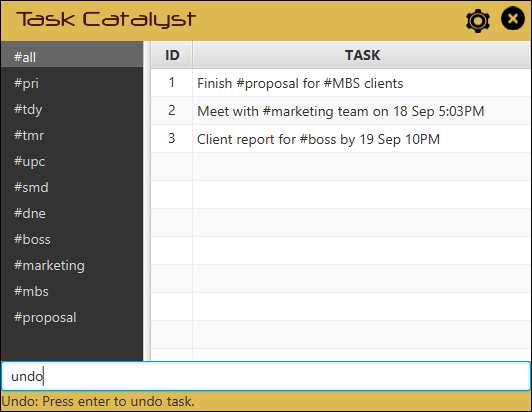 Task Catalyst
#all
#pri
#tdy
#tmr
#upc
#smd
#dne
#boss
#marketing
#mbs
#proposal
ID TASK
1 Finish #proposal for #MBS clients
2 Meet with #marketing team on 18 Sep 5:03PM
3 Client report for #boss by 19 Sep 10PM
undo
Undo: Press enter to undo task.